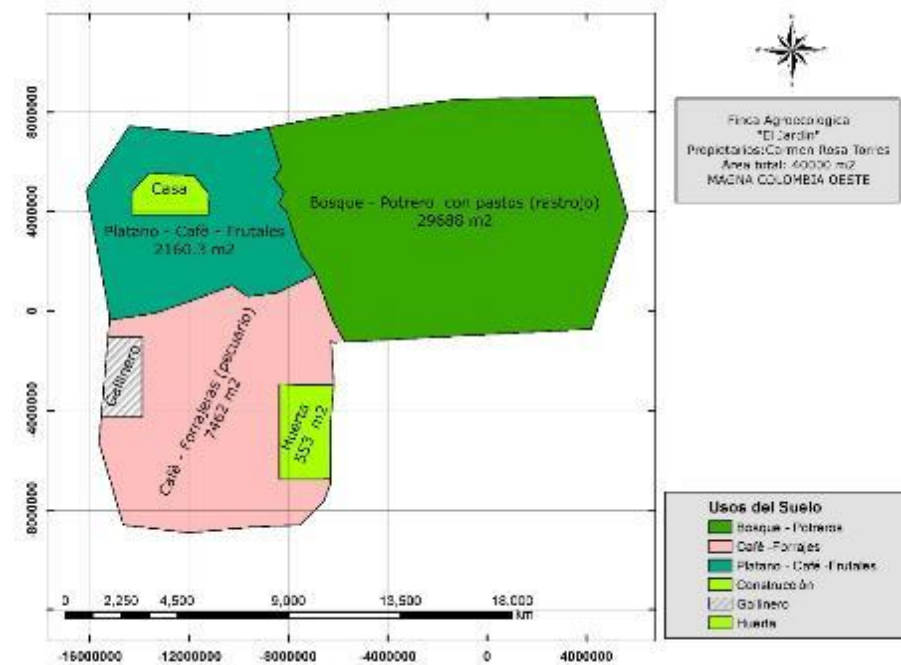 8000000
4000000
0
4000000
8000000
Casa
Platano - Café - Frutales
2160.3 m2
Bosque - Potrero con pastos (rastrojo)
29688 m2
Gallinero
Café - Forrajeras (pecuario)
7462 m2
Huerta
553 m2
0 2,250 4,500 9,000 13,500 18,000
km
-16000000 -12000000 -8000000 -4000000 0 4000000
Finca Agroecologica
"El Jardin"
Propietarios:Carmen Rosa Torres
Area total: 40000 m2
MAGNA COLOMBIA OESTE
Usos del Suelo
Bosque - Potreros
Café -Forrajes
Platano - Café -Frutales
Construcción
Gallinero
Huerta